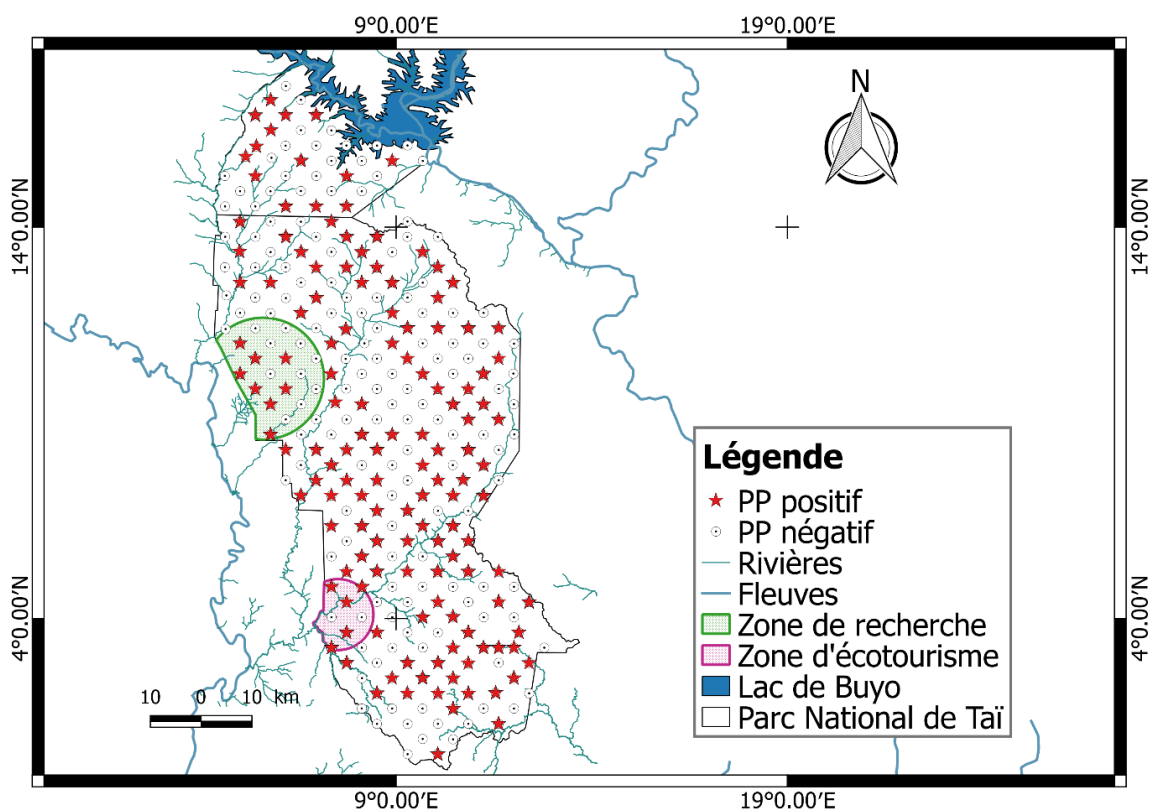 9°0.00′E
19°0.00′E
N
14°0.00′N
14°0.00′N
Légende
PP positif
PP négatif
Rivières
Fleuves
Zone de recherche
Zone d'écotourisme
Lac de Buyo
Parc National de Taï
4°0.00′N
4°0.00′N
10 0 10 km
9°0.00′E
19°0.00′E